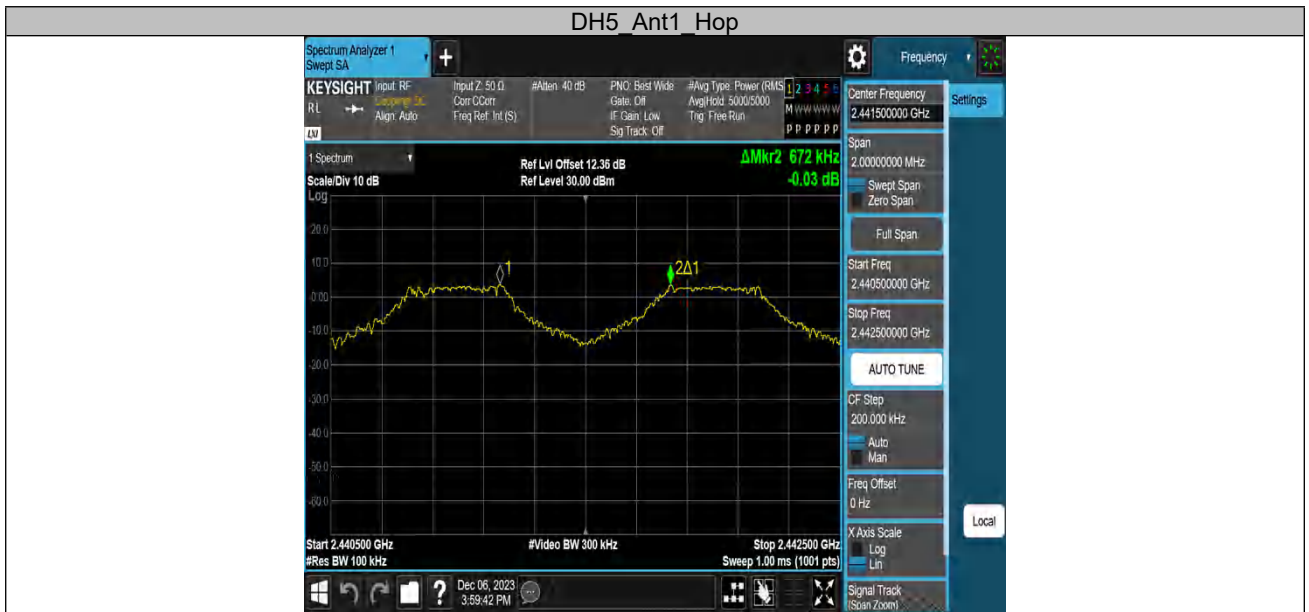 DH5_Ant1_Hop
Spectrum Analyzer 1
Swept SA
+
Frequency
KEYSIGHT
RL
LXI
Input: RF
Coupling: DC
Align: Auto
Input Z: 50 Ω
Corr CCorr
Freq Ref: Int (S)
#Atten: 40 dB
PNO: Best Wide
Gate: Off
IF Gain: Low
Sig Track: Off
#Avg Type: Power (RMS
Avg|Hold: 5000/5000
Trig: Free Run
1 2 3 4 5 6
M W W W W W
P P P P P P
1 Spectrum
Scale/Div 10 dB
Log
Ref Lvl Offset 12.36 dB
Ref Level 30.00 dBm
ΔMkr2 672 kHz
-0.03 dB
20.0
10.0
0.00
-10.0
-20.0
-30.0
-40.0
-50.0
-60.0
1
2Δ1
Start 2.440500 GHz
#Res BW 100 kHz
#Video BW 300 kHz
Stop 2.442500 GHz
Sweep 1.00 ms (1001 pts)
Dec 06, 2023
3:59:42 PM
Center Frequency
2.441500000 GHz
Settings
Span
2.00000000 MHz
Swept Span
Zero Span
Full Span
Start Freq
2.440500000 GHz
Stop Freq
2.442500000 GHz
AUTO TUNE
CF Step
200.000 kHz
Auto
Man
Freq Offset
0 Hz
Local
X Axis Scale
Log
Lin
Signal Track
(Span Zoom)